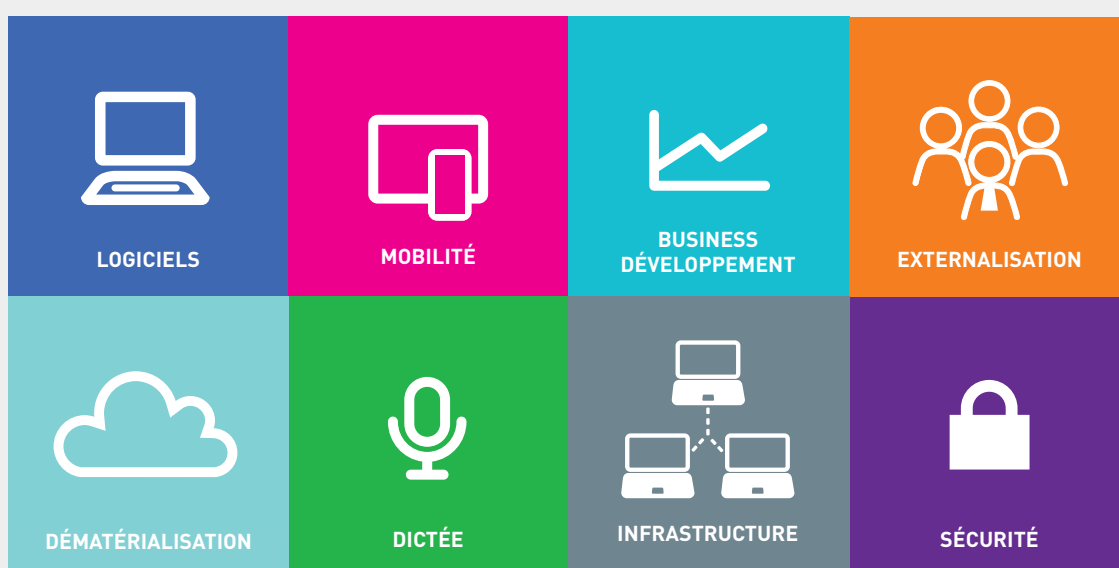 LOGICIELS
MOBILITÉ
BUSINESS
DÉVELOPPEMENT
EXTERNALISATION
DÉMATÉRIALISATION
DICTÉE
INFRASTRUCTURE
SÉCURITÉ